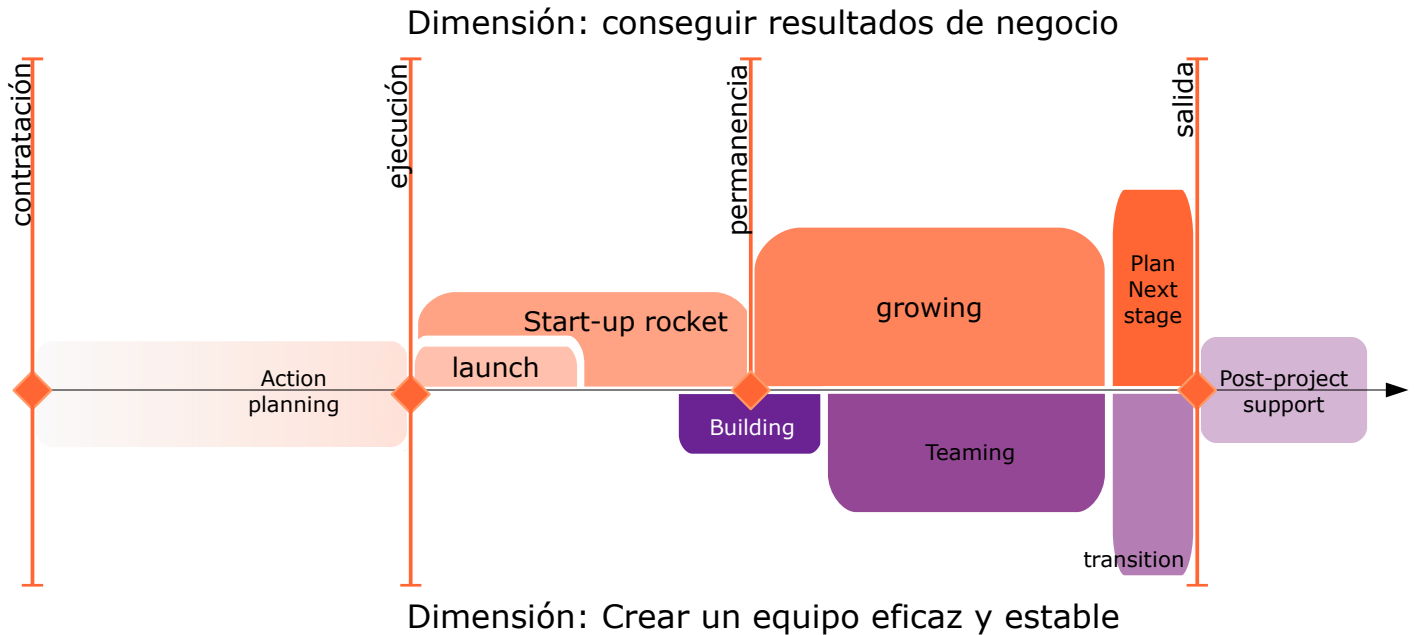 Dimensión: conseguir resultados de negocio
contratación
ejecución
permanencia
salida
Plan
Next
stage
growing
Start-up rocket
launch
Action
planning
Post-project
support
Building
Teaming
transition
Dimensión: Crear un equipo eficaz y estable